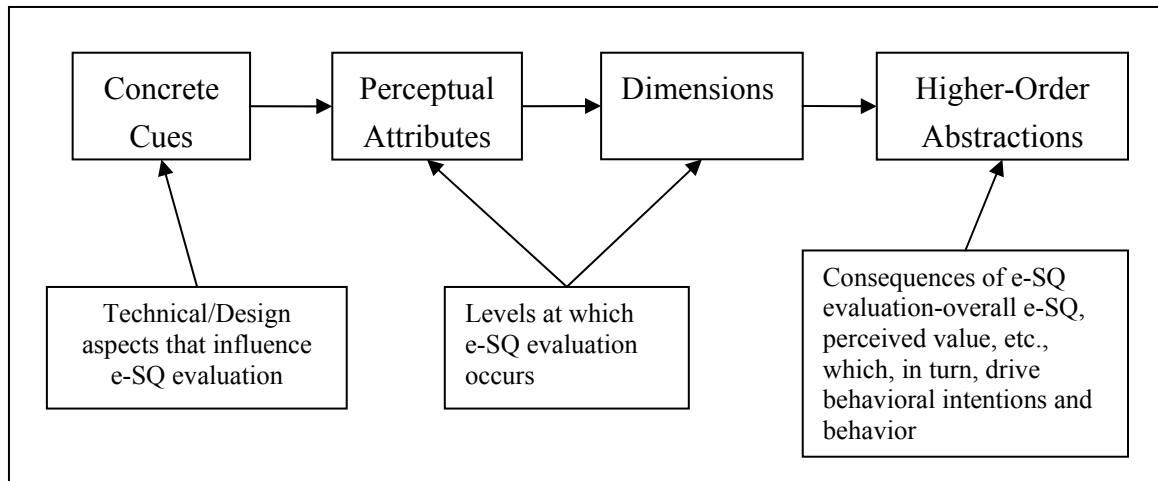 Concrete
Cues
Perceptual
Attributes
Dimensions
Higher-Order
Abstractions
Technical/Design
aspects that influence
e-SQ evaluation
Levels at which
e-SQ evaluation
occurs
Consequences of e-SQ
evaluation-overall e-SQ,
perceived value, etc.,
which, in turn, drive
behavioral intentions and
behavior